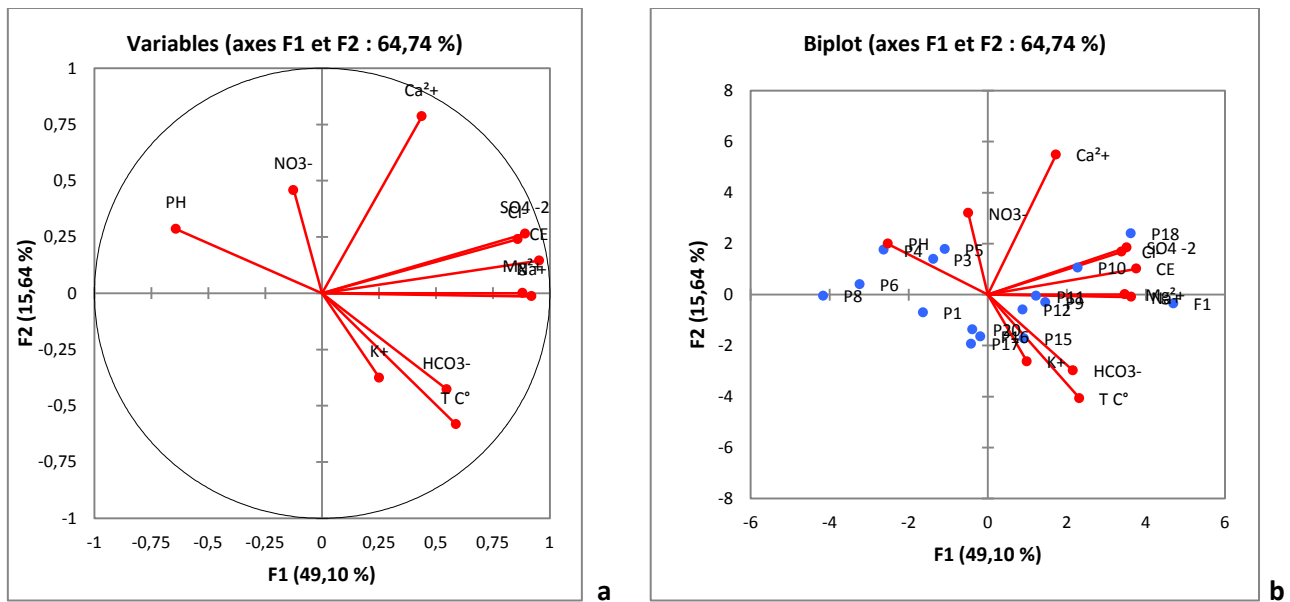 Variables (axes F1 et F2 : 64,74 %)
1
0,75
0,5
0,25
0
-0,25
-0,5
-0,75
-1
F2 (15,64 %)
Ca²+
NO3-
PH
SO4 -2
Cl-
CE
Mg²+
Na+
K+
HCO3-
T C°
-1
-0,75
-0,5
-0,25
0
0,25
0,5
0,75
1
F1 (49,10 %)
a
Biplot (axes F1 et F2 : 64,74 %)
8
6
4
2
0
-2
-4
-6
-8
F2 (15,64 %)
Ca²+
NO3-
PH
P4
P5
P3
P18
SO4 -2
Cl-
P10
CE
P6
P8
Mg²+
Na+
F1
P11
P9
P12
P1
P20
P16
P15
P17
K+
HCO3-
T C°
-6
-4
-2
0
2
4
6
F1 (49,10 %)
b